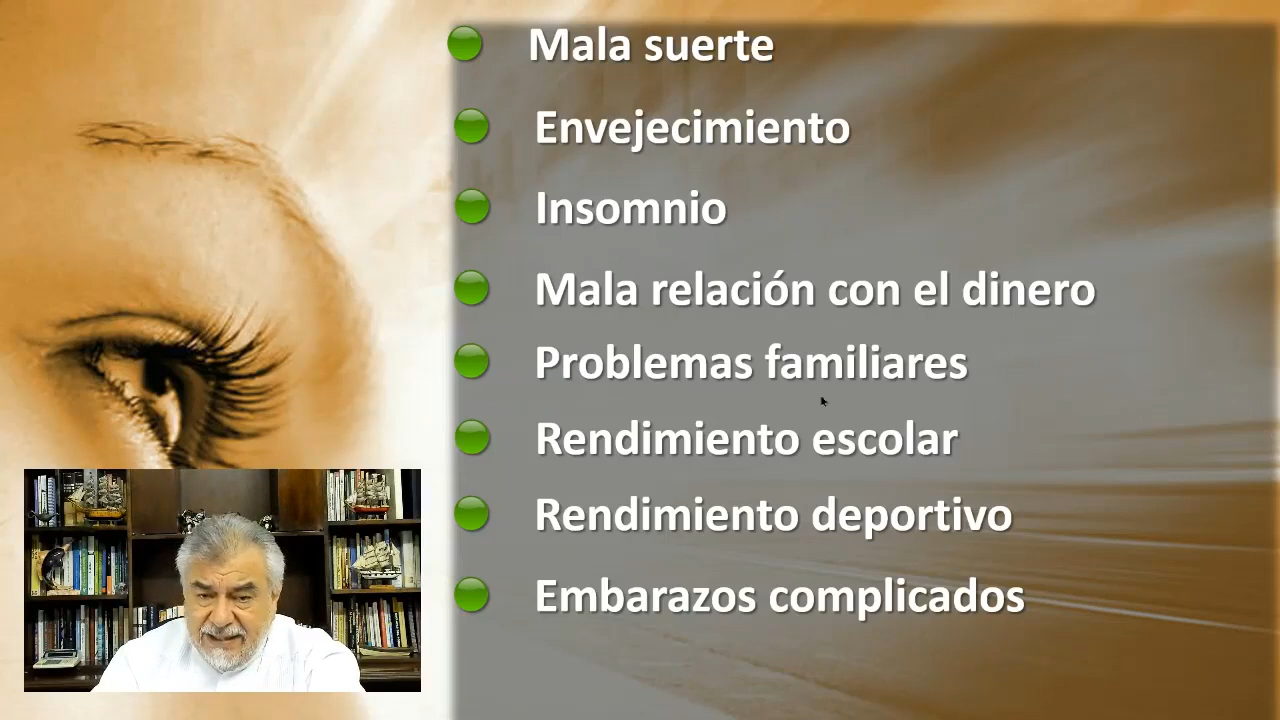 Mala suerte
Envejecimiento
Insomnio
Mala relación con el dinero
Problemas familiares
Rendimiento escolar
Rendimiento deportivo
Embarazos complicados